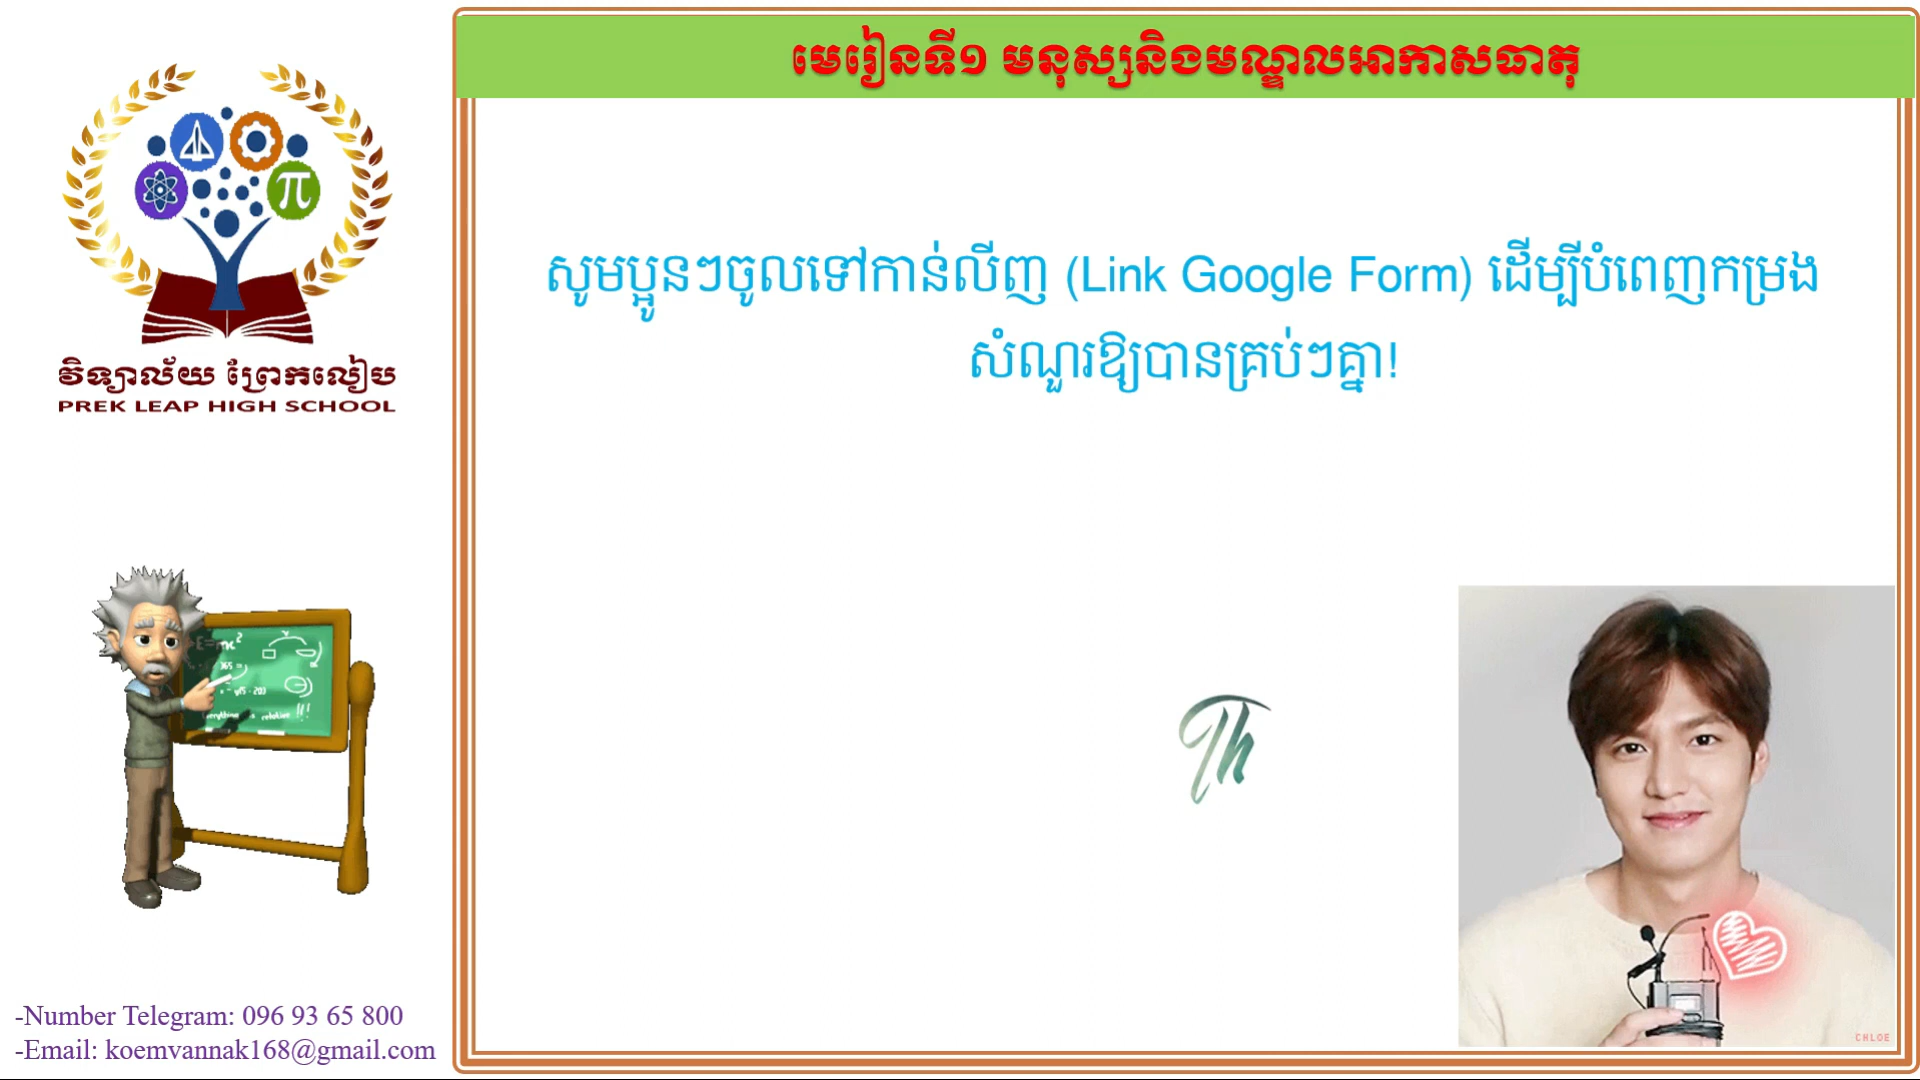 មេរៀនទី១ មនុស្សនិងមណ្ឌលអាកាសធាតុ
សូមប្អូនៗចូលទៅកាន់លីញ (Link Google Form) ដើម្បីបំពេញកម្រង
សំណួរឱ្យបានគ្រប់ៗគ្នា!
វិទ្យាល័យ ព្រែកលៀប
PREK LEAP HIGH SCHOOL
E=mc²
365 =
Th
-Number Telegram: 096 93 65 800
-Email: koemvannak168@gmail.com
CHLOE